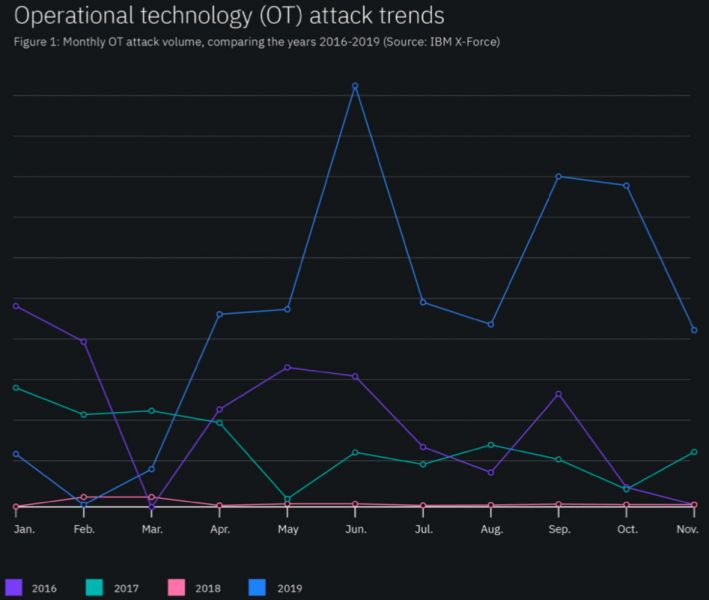 Operational technology (OT) attack trends
Figure 1: Monthly OT attack volume, comparing the years 2016-2019 (Source: IBM X-Force)
Jan. Feb. Mar. Apr. May Jun. Jul. Aug. Sep. Oct. Nov.
2016 2017 2018 2019